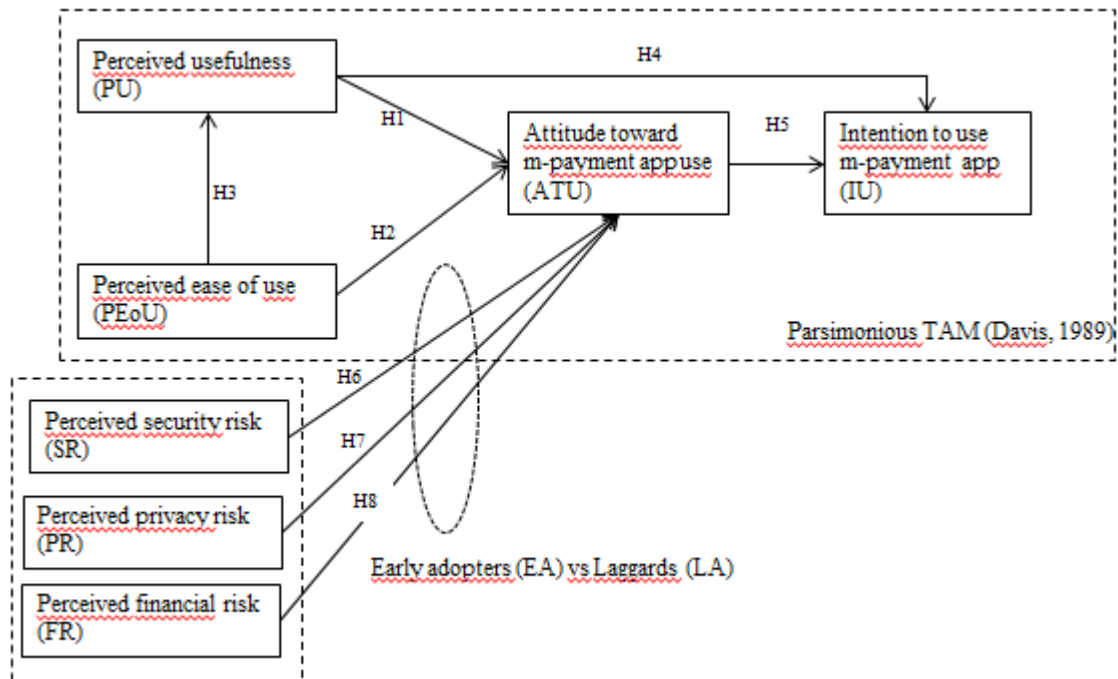 Perceived usefulness
(PU)
H4
H1
Attitude toward
m-payment app use
(ATU)
H5
Intention to use
m-payment app
(IU)
H3
H2
Perceived ease of use
(PEoU)
Parsimonious TAM (Davis, 1989)
H6
Perceived security risk
(SR)
H7
Perceived privacy risk
(PR)
H8
Early adopters (EA) vs Laggards (LA)
Perceived financial risk
(FR)